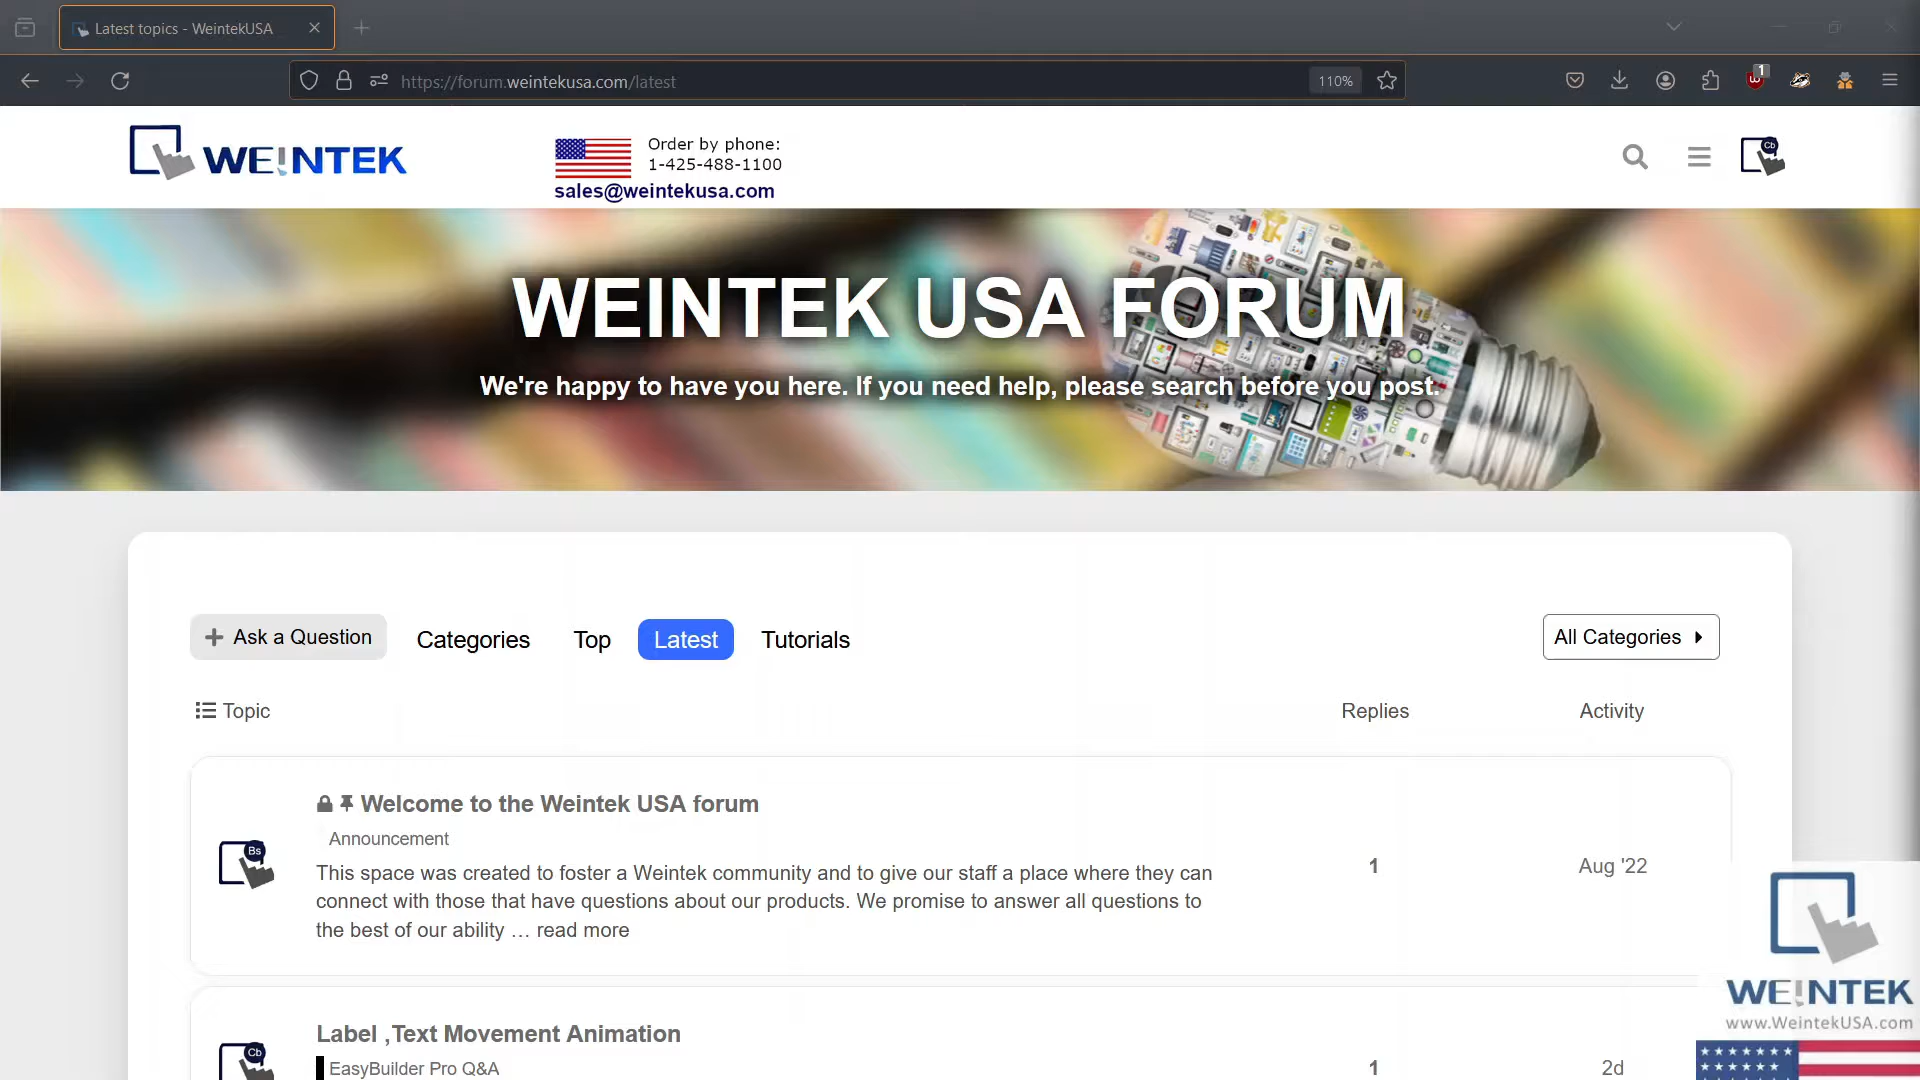 Latest topics - WeintekUSA
https://forum.weintekusa.com/latest
110%
1
WEINTEK
Order by phone:
1-425-488-1100
sales@weintekusa.com
Cb
WEINTEK USA FORUM
We're happy to have you here. If you need help, please search before you post.
+ Ask a Question
Categories
Top
Latest
Tutorials
All Categories
Topic
Replies
Activity
Welcome to the Weintek USA forum
Announcement
Bs
This space was created to foster a Weintek community and to give our staff a place where they can
connect with those that have questions about our products. We promise to answer all questions to
the best of our ability … read more
1
Aug '22
Label ,Text Movement Animation
Cb
EasyBuilder Pro Q&A
1
2d
WEINTEK
www.WeintekUSA.com